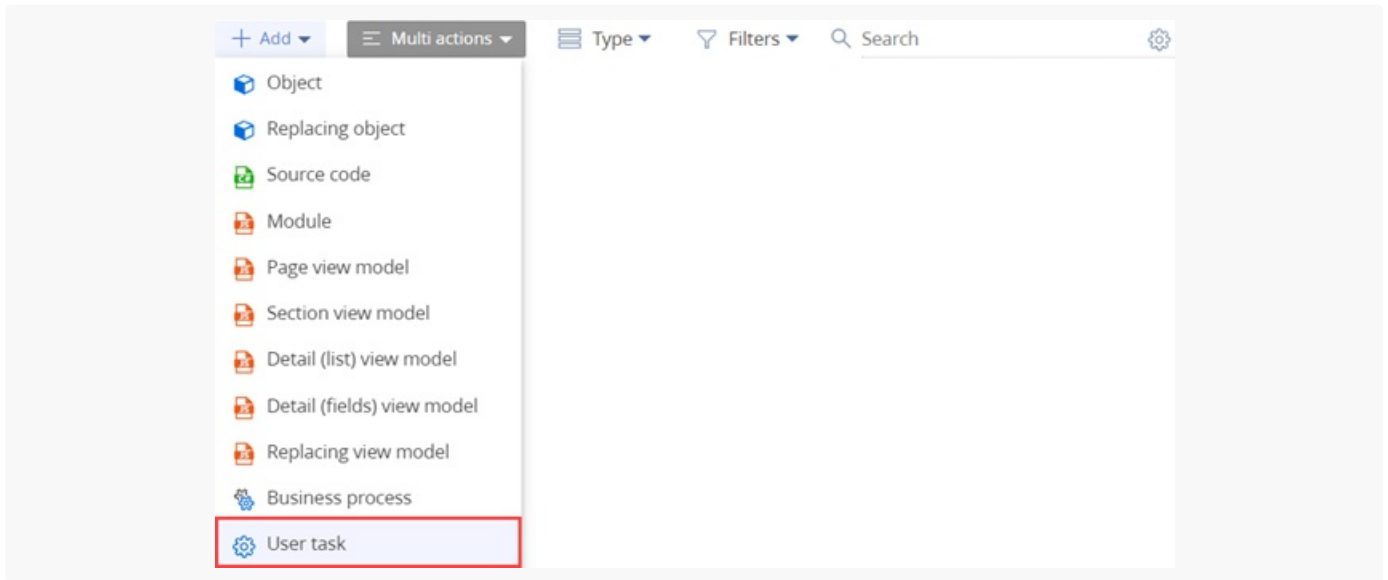 Add Multi actions Type Filters Search
Object
Replacing object
Source code
Module
Page view model
Section view model
Detail (list) view model
Detail (fields) view model
Replacing view model
Business process
User task